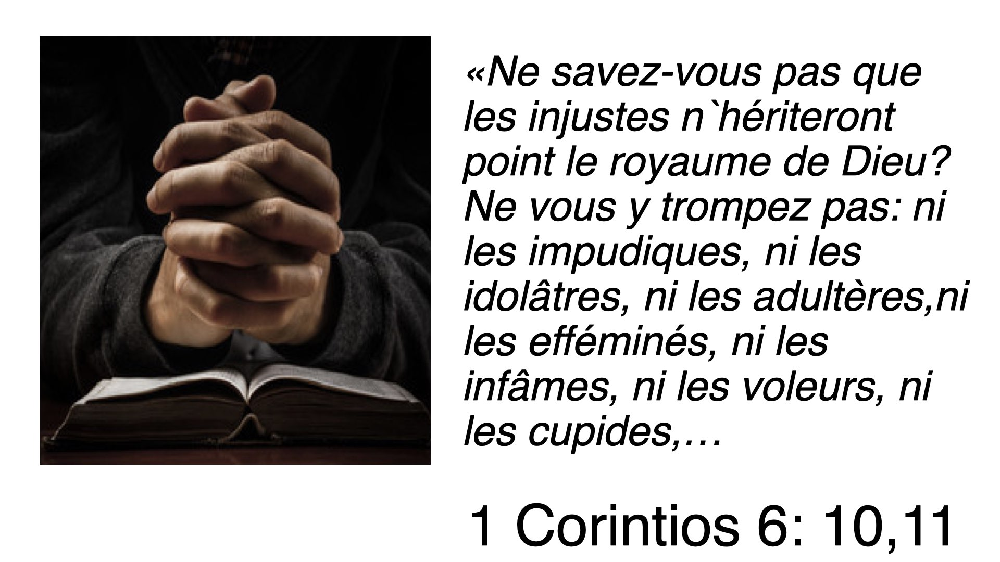 «Ne savez-vous pas que
les injustes n`hériteront
point le royaume de Dieu?
Ne vous y trompez pas: ni
les impudiques, ni les
idolâtres, ni les adultères,ni
les efféminés, ni les
infâmes, ni les voleurs, ni
les cupides,…
1 Corintios 6: 10,11